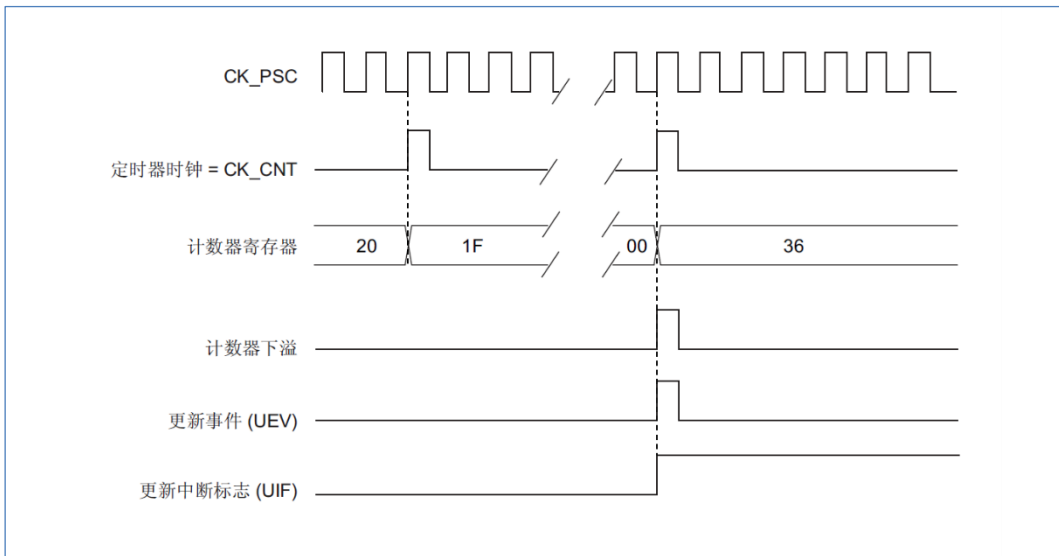 CK_PSC
定时器时钟 = CK_CNT
计数器寄存器 20 1F 00 36
计数器下溢
更新事件 (UEV)
更新中断标志 (UIF)